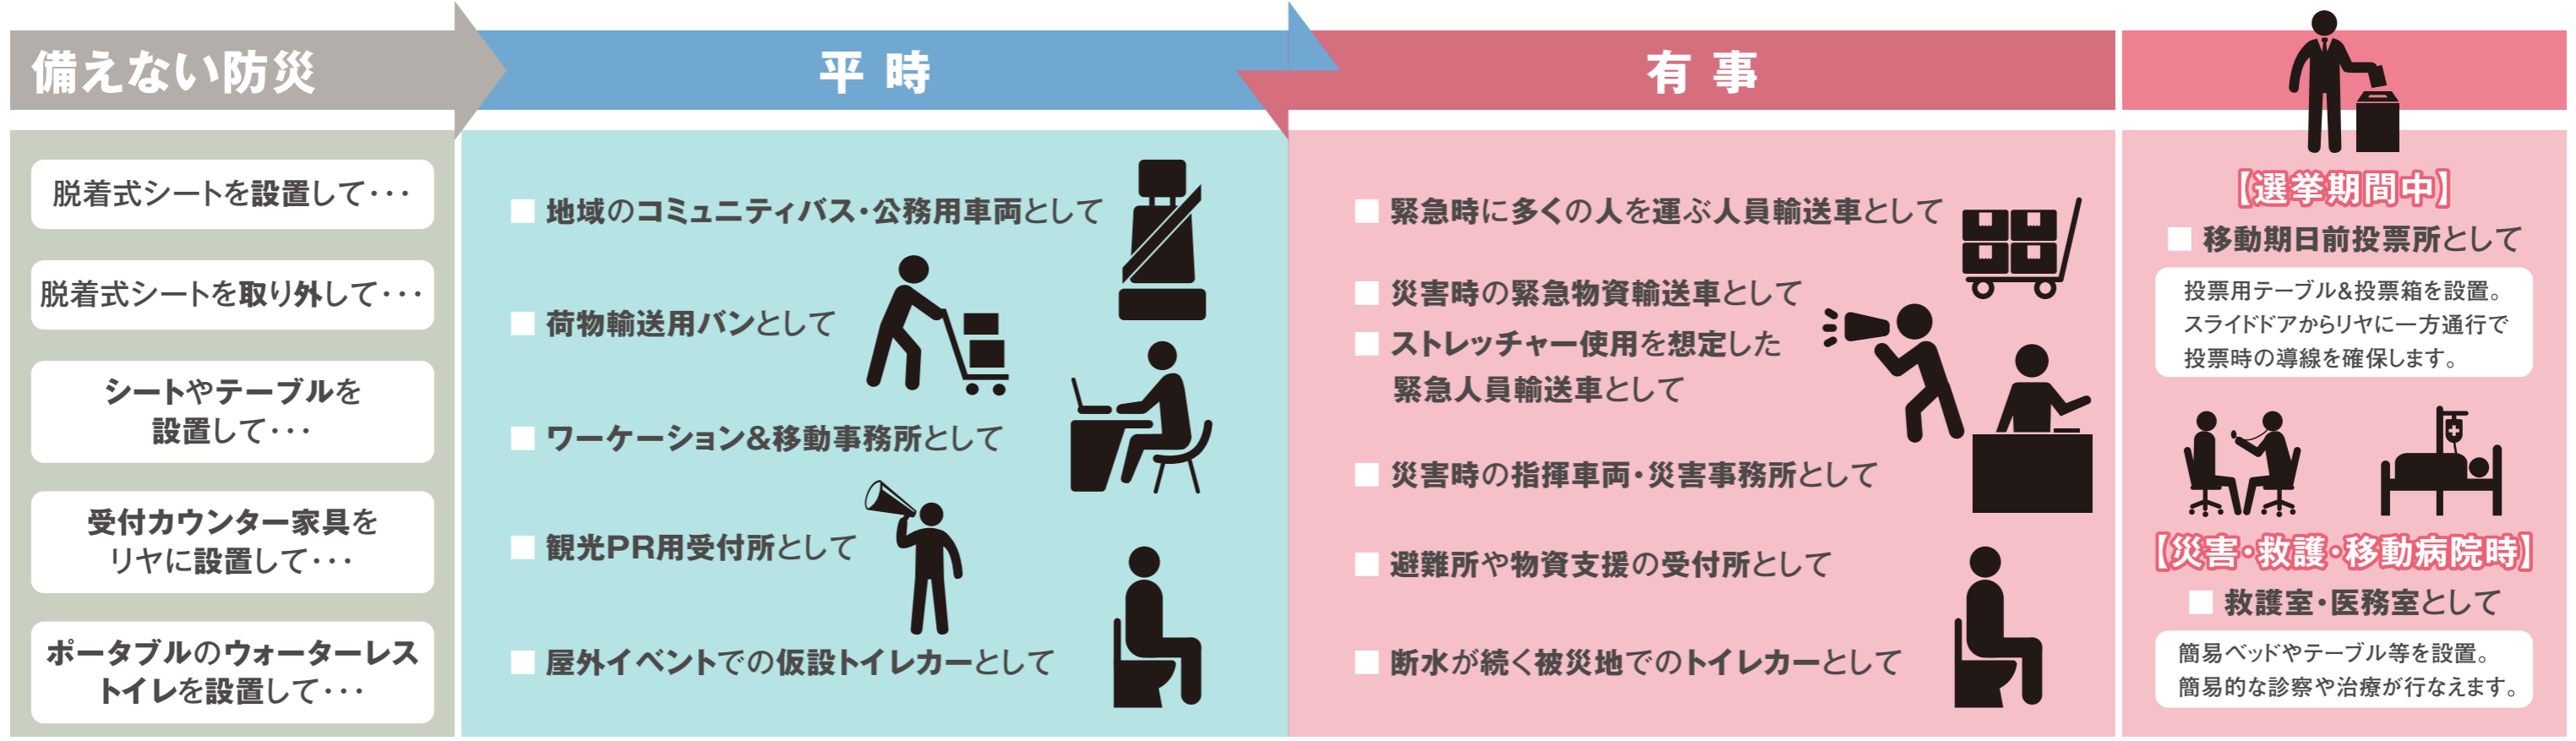 備えない防災
平時
有事
脱着式シートを設置して・・・
脱着式シートを取り外して・・・
シートやテーブルを
設置して・・・
受付カウンター家具を
リヤに設置して・・・
ポータブルのウォーターレス
トイレを設置して・・・
■ 地域のコミュニティバス・公務用車両として
■ 荷物輸送用バンとして
■ ワーケーション&移動事務所として
■ 観光PR用受付所として
■ 屋外イベントでの仮設トイレカーとして
■ 緊急時に多くの人を運ぶ人員輸送車として
■ 災害時の緊急物資輸送車として
■ ストレッチャー使用を想定した
緊急人員輸送車として
■ 災害時の指揮車両・災害事務所として
■ 避難所や物資支援の受付所として
■ 断水が続く被災地でのトイレカーとして
【選挙期間中】
■ 移動期日前投票所として
投票用テーブル&投票箱を設置。
スライドドアからリヤに一方通行で
投票時の導線を確保します。
【災害・救護・移動病院時】
■ 救護室・医務室として
簡易ベッドやテーブル等を設置。
簡易的な診察や治療が行なえます。